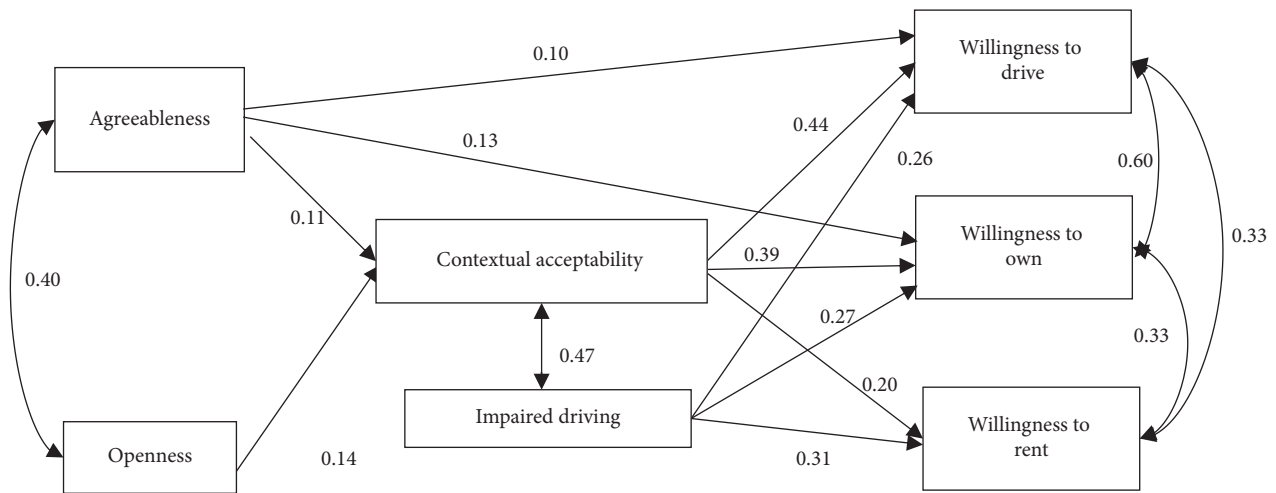 Willingness to
drive
0.10
Agreeableness
0.44
0.13
0.26
0.60
0.11
Willingness to
own
0.33
Contextual acceptability
0.39
0.40
0.27
0.33
0.47
0.20
Impaired driving
Willingness to
rent
Openness
0.14
0.31